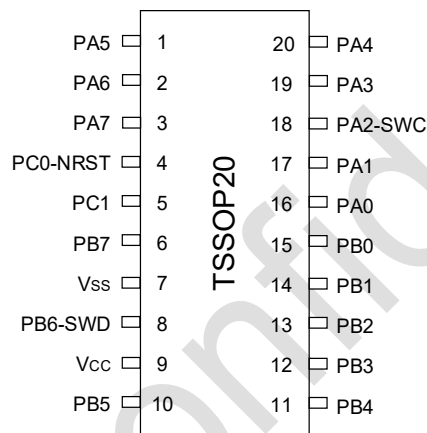 PA5 1 20 PA4
PA6 2 19 PA3
PA7 3 18 PA2-SWC
PC0-NRST 4 17 PA1
PC1 5 16 PA0
PB7 6 15 PB0
Vss 7 14 PB1
PB6-SWD 8 13 PB2
Vcc 9 12 PB3
PB5 10 11 PB4
TSSOP20
onfid